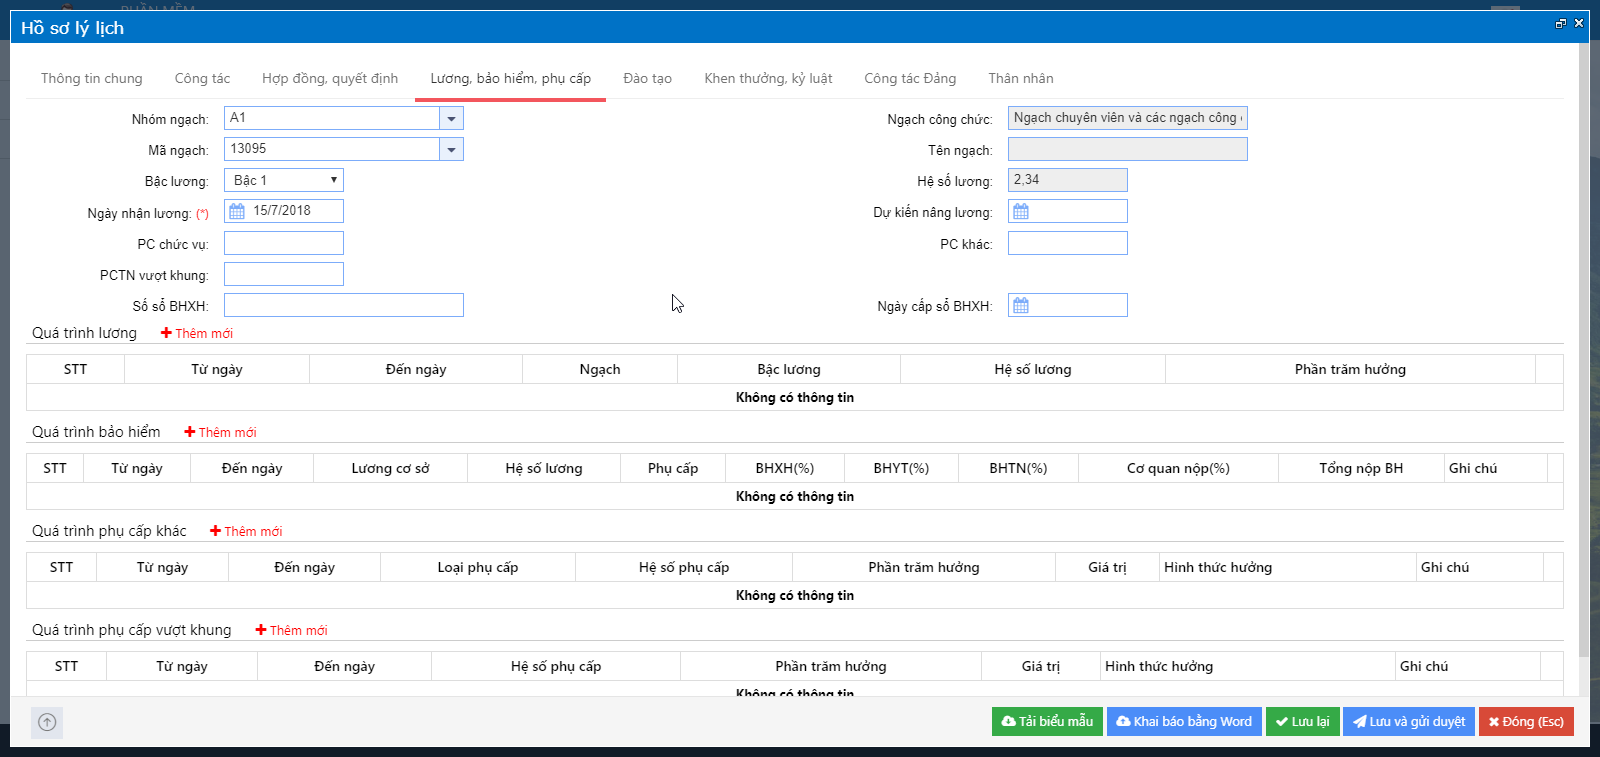 PHẦN MỀM
Hồ sơ lý lịch
Thông tin chung Công tác Hợp đồng, quyết định Lương, bảo hiểm, phụ cấp Đào tạo Khen thưởng, kỷ luật Công tác Đảng Thân nhân
Nhóm ngạch: A1 Ngạch công chức: Ngạch chuyên viên và các ngạch công
Mã ngạch: 13095 Tên ngạch:
Bậc lương: Bậc 1 Hệ số lương: 2,34
Ngày nhận lương: (*) 15/7/2018 Dự kiến nâng lương:
PC chức vụ: PC khác:
PCTN vượt khung:
Số sổ BHXH: Ngày cấp sổ BHXH:
Quá trình lương Thêm mới
STT Từ ngày Đến ngày Ngạch Bậc lương Hệ số lương Phần trăm hưởng
Không có thông tin
Quá trình bảo hiểm Thêm mới
STT Từ ngày Đến ngày Lương cơ sở Hệ số lương Phụ cấp BHXH(%) BHYT(%) BHTN(%) Cơ quan nộp(%) Tổng nộp BH Ghi chú
Không có thông tin
Quá trình phụ cấp khác Thêm mới
STT Từ ngày Đến ngày Loại phụ cấp Hệ số phụ cấp Phần trăm hưởng Giá trị Hình thức hưởng Ghi chú
Không có thông tin
Quá trình phụ cấp vượt khung Thêm mới
STT Từ ngày Đến ngày Hệ số phụ cấp Phần trăm hưởng Giá trị Hình thức hưởng Ghi chú
Không có thông tin
Tải biểu mẫu Khai báo bằng Word Lưu lại Lưu và gửi duyệt Đóng (Esc)